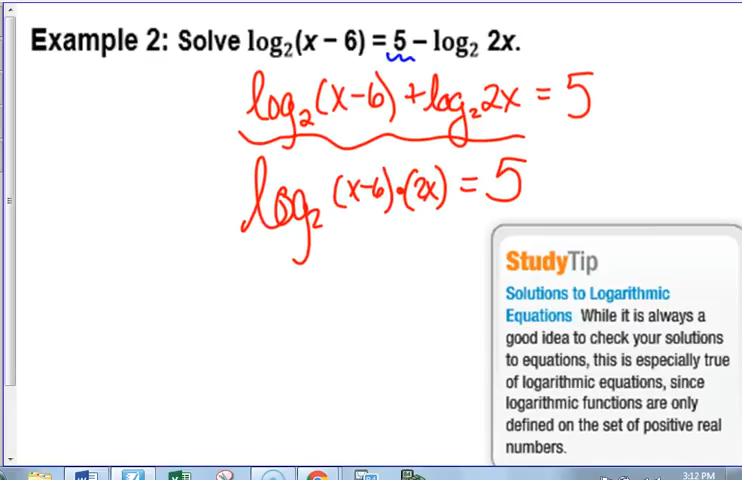 Example 2: Solve log₂(x − 6) = 5 − log₂ 2x.
log₂(x-6) + log₂2x = 5
log₂(x-6)·(2x) = 5
StudyTip
Solutions to Logarithmic
Equations While it is always a
good idea to check your solutions
to equations, this is especially true
of logarithmic equations, since
logarithmic functions are only
defined on the set of positive real
numbers.
3:12 PM